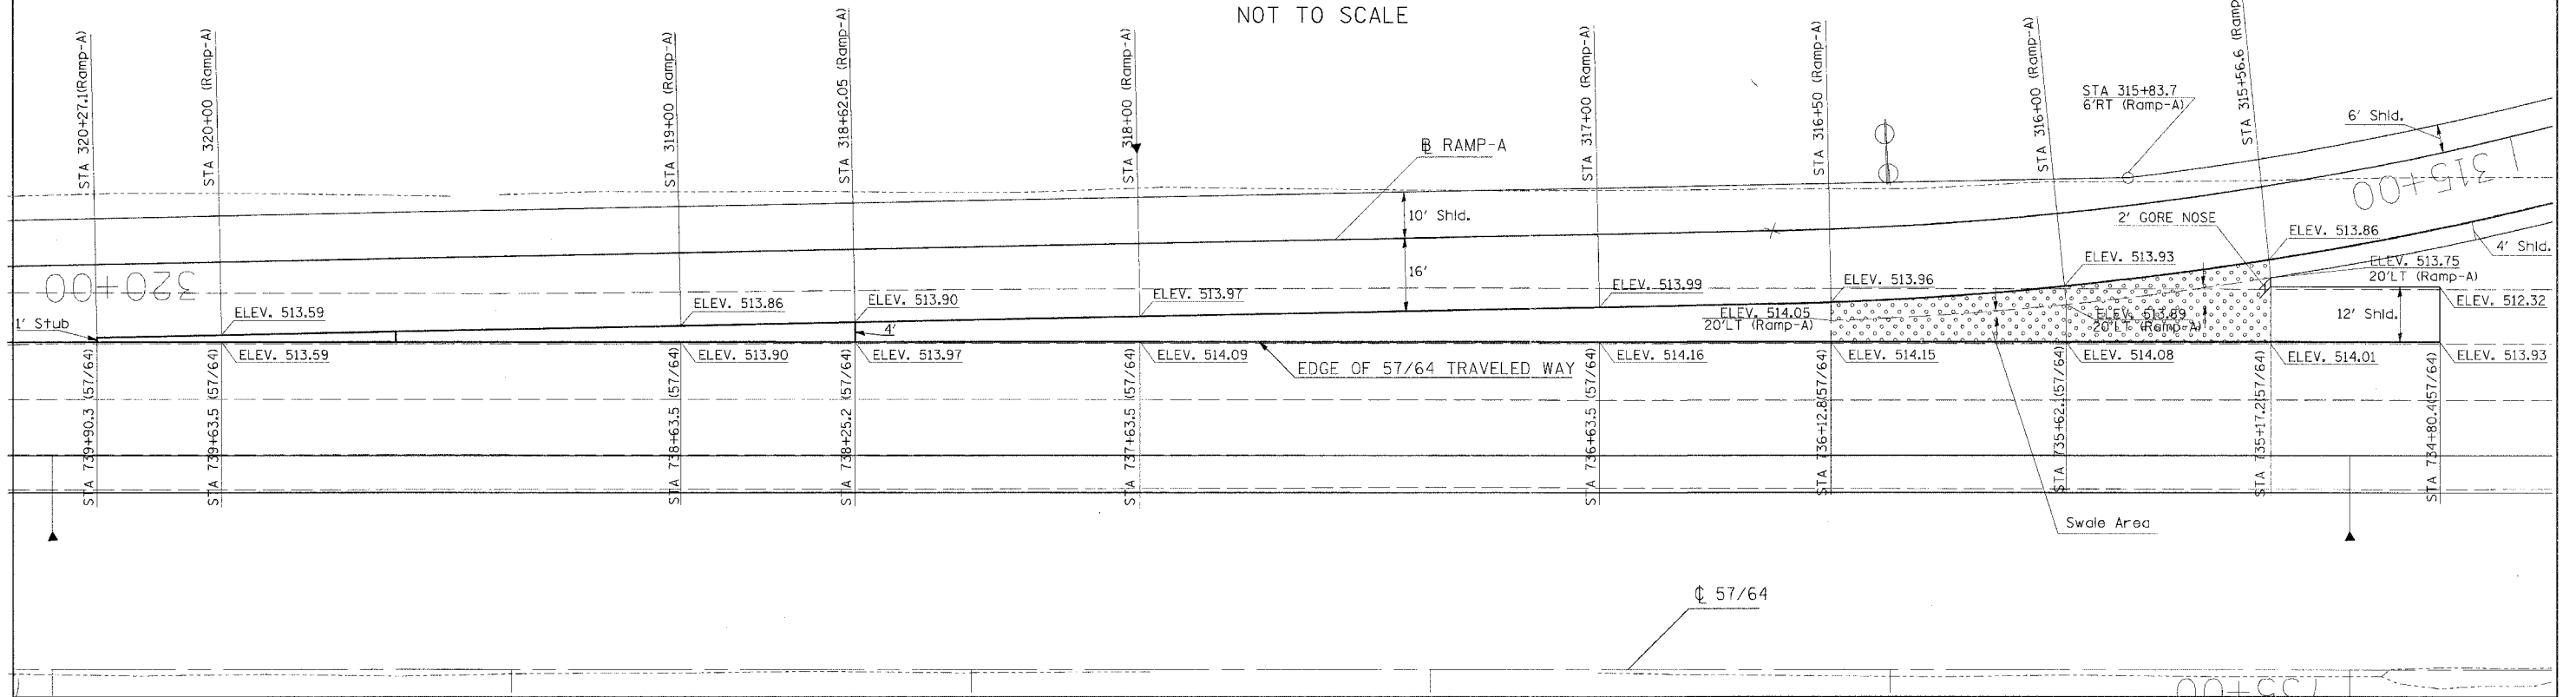 NOT TO SCALE
STA 320+27.1(Ramp-A)
STA 320+00 (Ramp-A)
STA 319+00 (Ramp-A)
STA 318+62.05 (Ramp-A)
STA 318+00 (Ramp-A)
STA 317+00 (Ramp-A)
STA 316+50 (Ramp-A)
STA 316+00 (Ramp-A)
STA 315+56.6 (Ramp
STA 315+83.7
6'RT (Ramp-A)
6' Shld.
315+00
℄ RAMP-A
10' Shld.
16'
2' GORE NOSE
ELEV. 513.86
4' Shld.
ELEV. 513.75
20'LT (Ramp-A)
320+00
1' Stub
ELEV. 513.59
ELEV. 513.86
ELEV. 513.90
4'
ELEV. 513.97
ELEV. 513.99
ELEV. 513.96
ELEV. 513.93
ELEV. 514.05
20'LT (Ramp-A)
ELEV. 513.89
20'LT (Ramp-A)
ELEV. 512.32
12' Shld.
ELEV. 513.59
ELEV. 513.90
ELEV. 513.97
ELEV. 514.09
EDGE OF 57/64 TRAVELED WAY
ELEV. 514.16
ELEV. 514.15
ELEV. 514.08
ELEV. 514.01
ELEV. 513.93
STA 739+90.3 (57/64)
STA 739+63.5 (57/64)
STA 738+63.5 (57/64)
STA 738+25.2 (57/64)
STA 737+63.5 (57/64)
STA 736+63.5 (57/64)
STA 736+12.8(57/64)
STA 735+62.1(57/64)
STA 735+17.2(57/64)
STA 734+80.4(57/64)
Swale Area
℄ 57/64
735+00